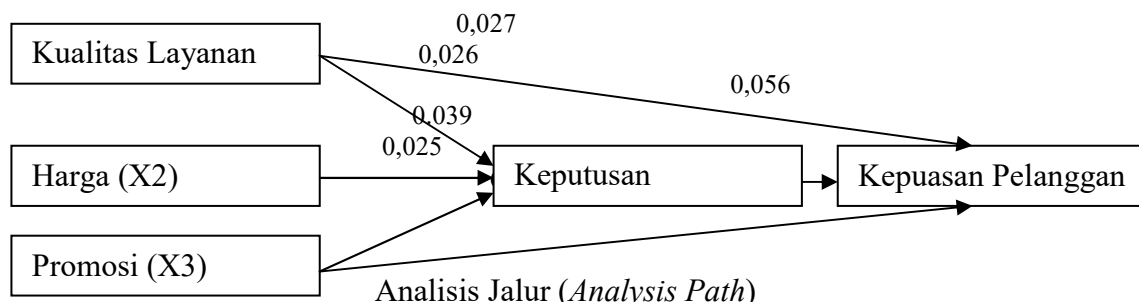 0,027
Kualitas Layanan
0,026
0,056
0,039
0,025
Harga (X2)
Keputusan
Kepuasan Pelanggan
Promosi (X3)
Analisis Jalur (Analysis Path)